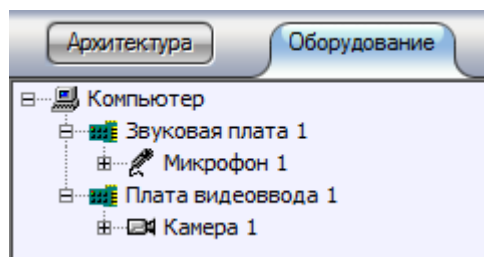 Архитектура Оборудование
Компьютер
Звуковая плата 1
Микрофон 1
Плата видеоввода 1
Камера 1